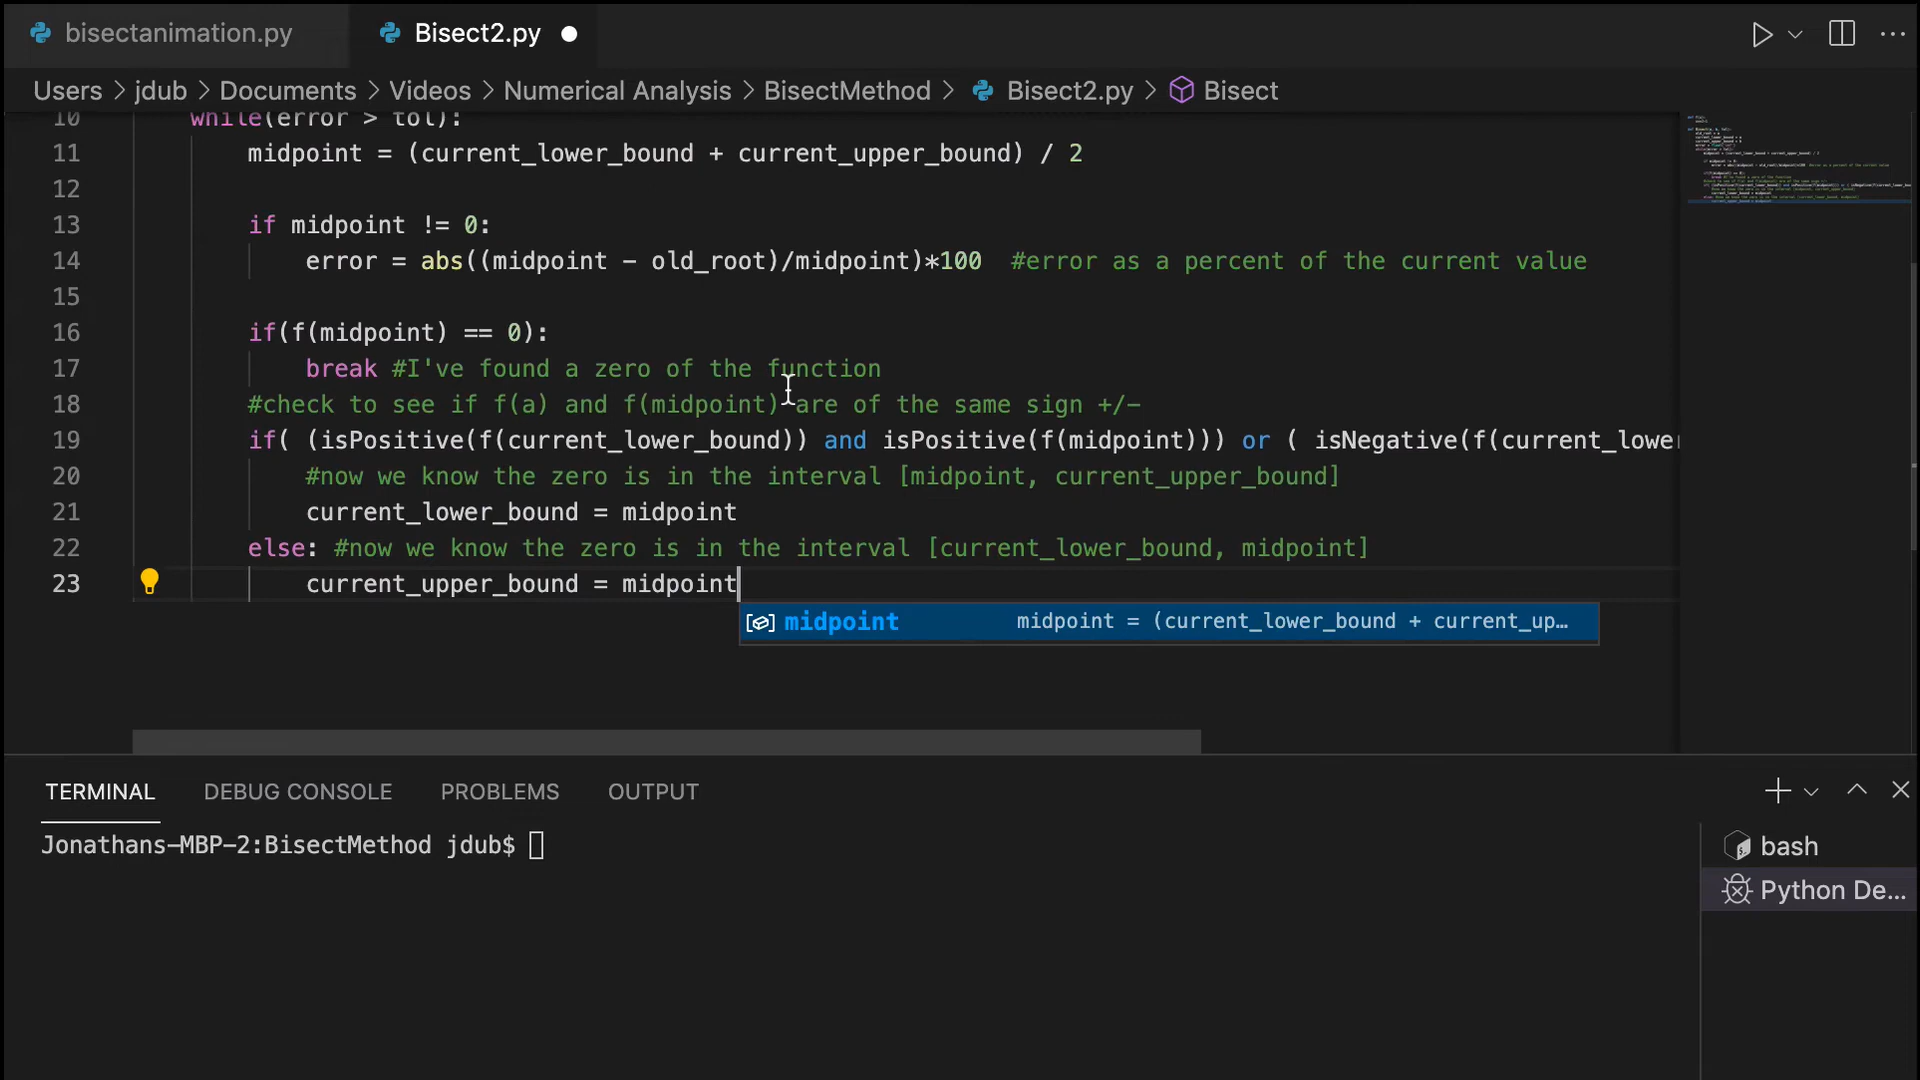 bisectanimation.py Bisect2.py
Users > jdub > Documents > Videos > Numerical Analysis > BisectMethod > Bisect2.py > Bisect
10 while(error > tol):
11 midpoint = (current_lower_bound + current_upper_bound) / 2
12
13 if midpoint != 0:
14 error = abs((midpoint - old_root)/midpoint)*100 #error as a percent of the current value
15
16 if(f(midpoint) == 0):
17 break #I've found a zero of the function
18 #check to see if f(a) and f(midpoint) are of the same sign +/-
19 if( (isPositive(f(current_lower_bound)) and isPositive(f(midpoint))) or ( isNegative(f(current_lower
20 #now we know the zero is in the interval [midpoint, current_upper_bound]
21 current_lower_bound = midpoint
22 else: #now we know the zero is in the interval [current_lower_bound, midpoint]
23 current_upper_bound = midpoint
midpoint midpoint = (current_lower_bound + current_up…
TERMINAL DEBUG CONSOLE PROBLEMS OUTPUT
Jonathans-MBP-2:BisectMethod jdub$
bash
Python De...